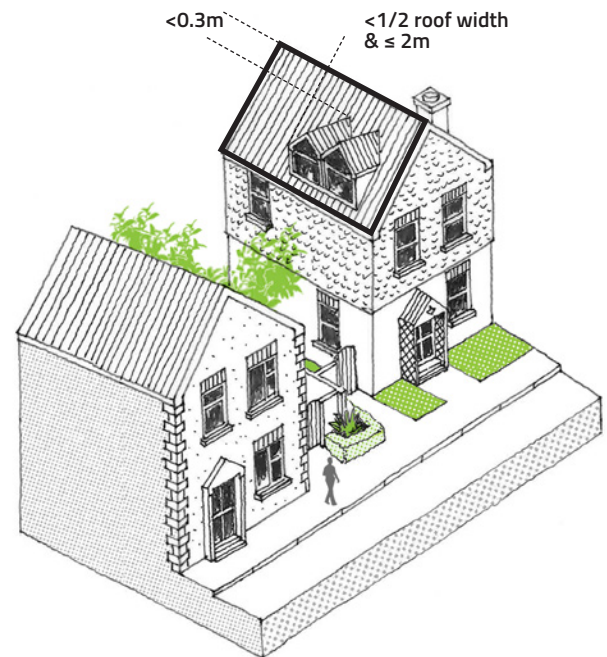 <0.3m
<1/2 roof width
& ≤ 2m